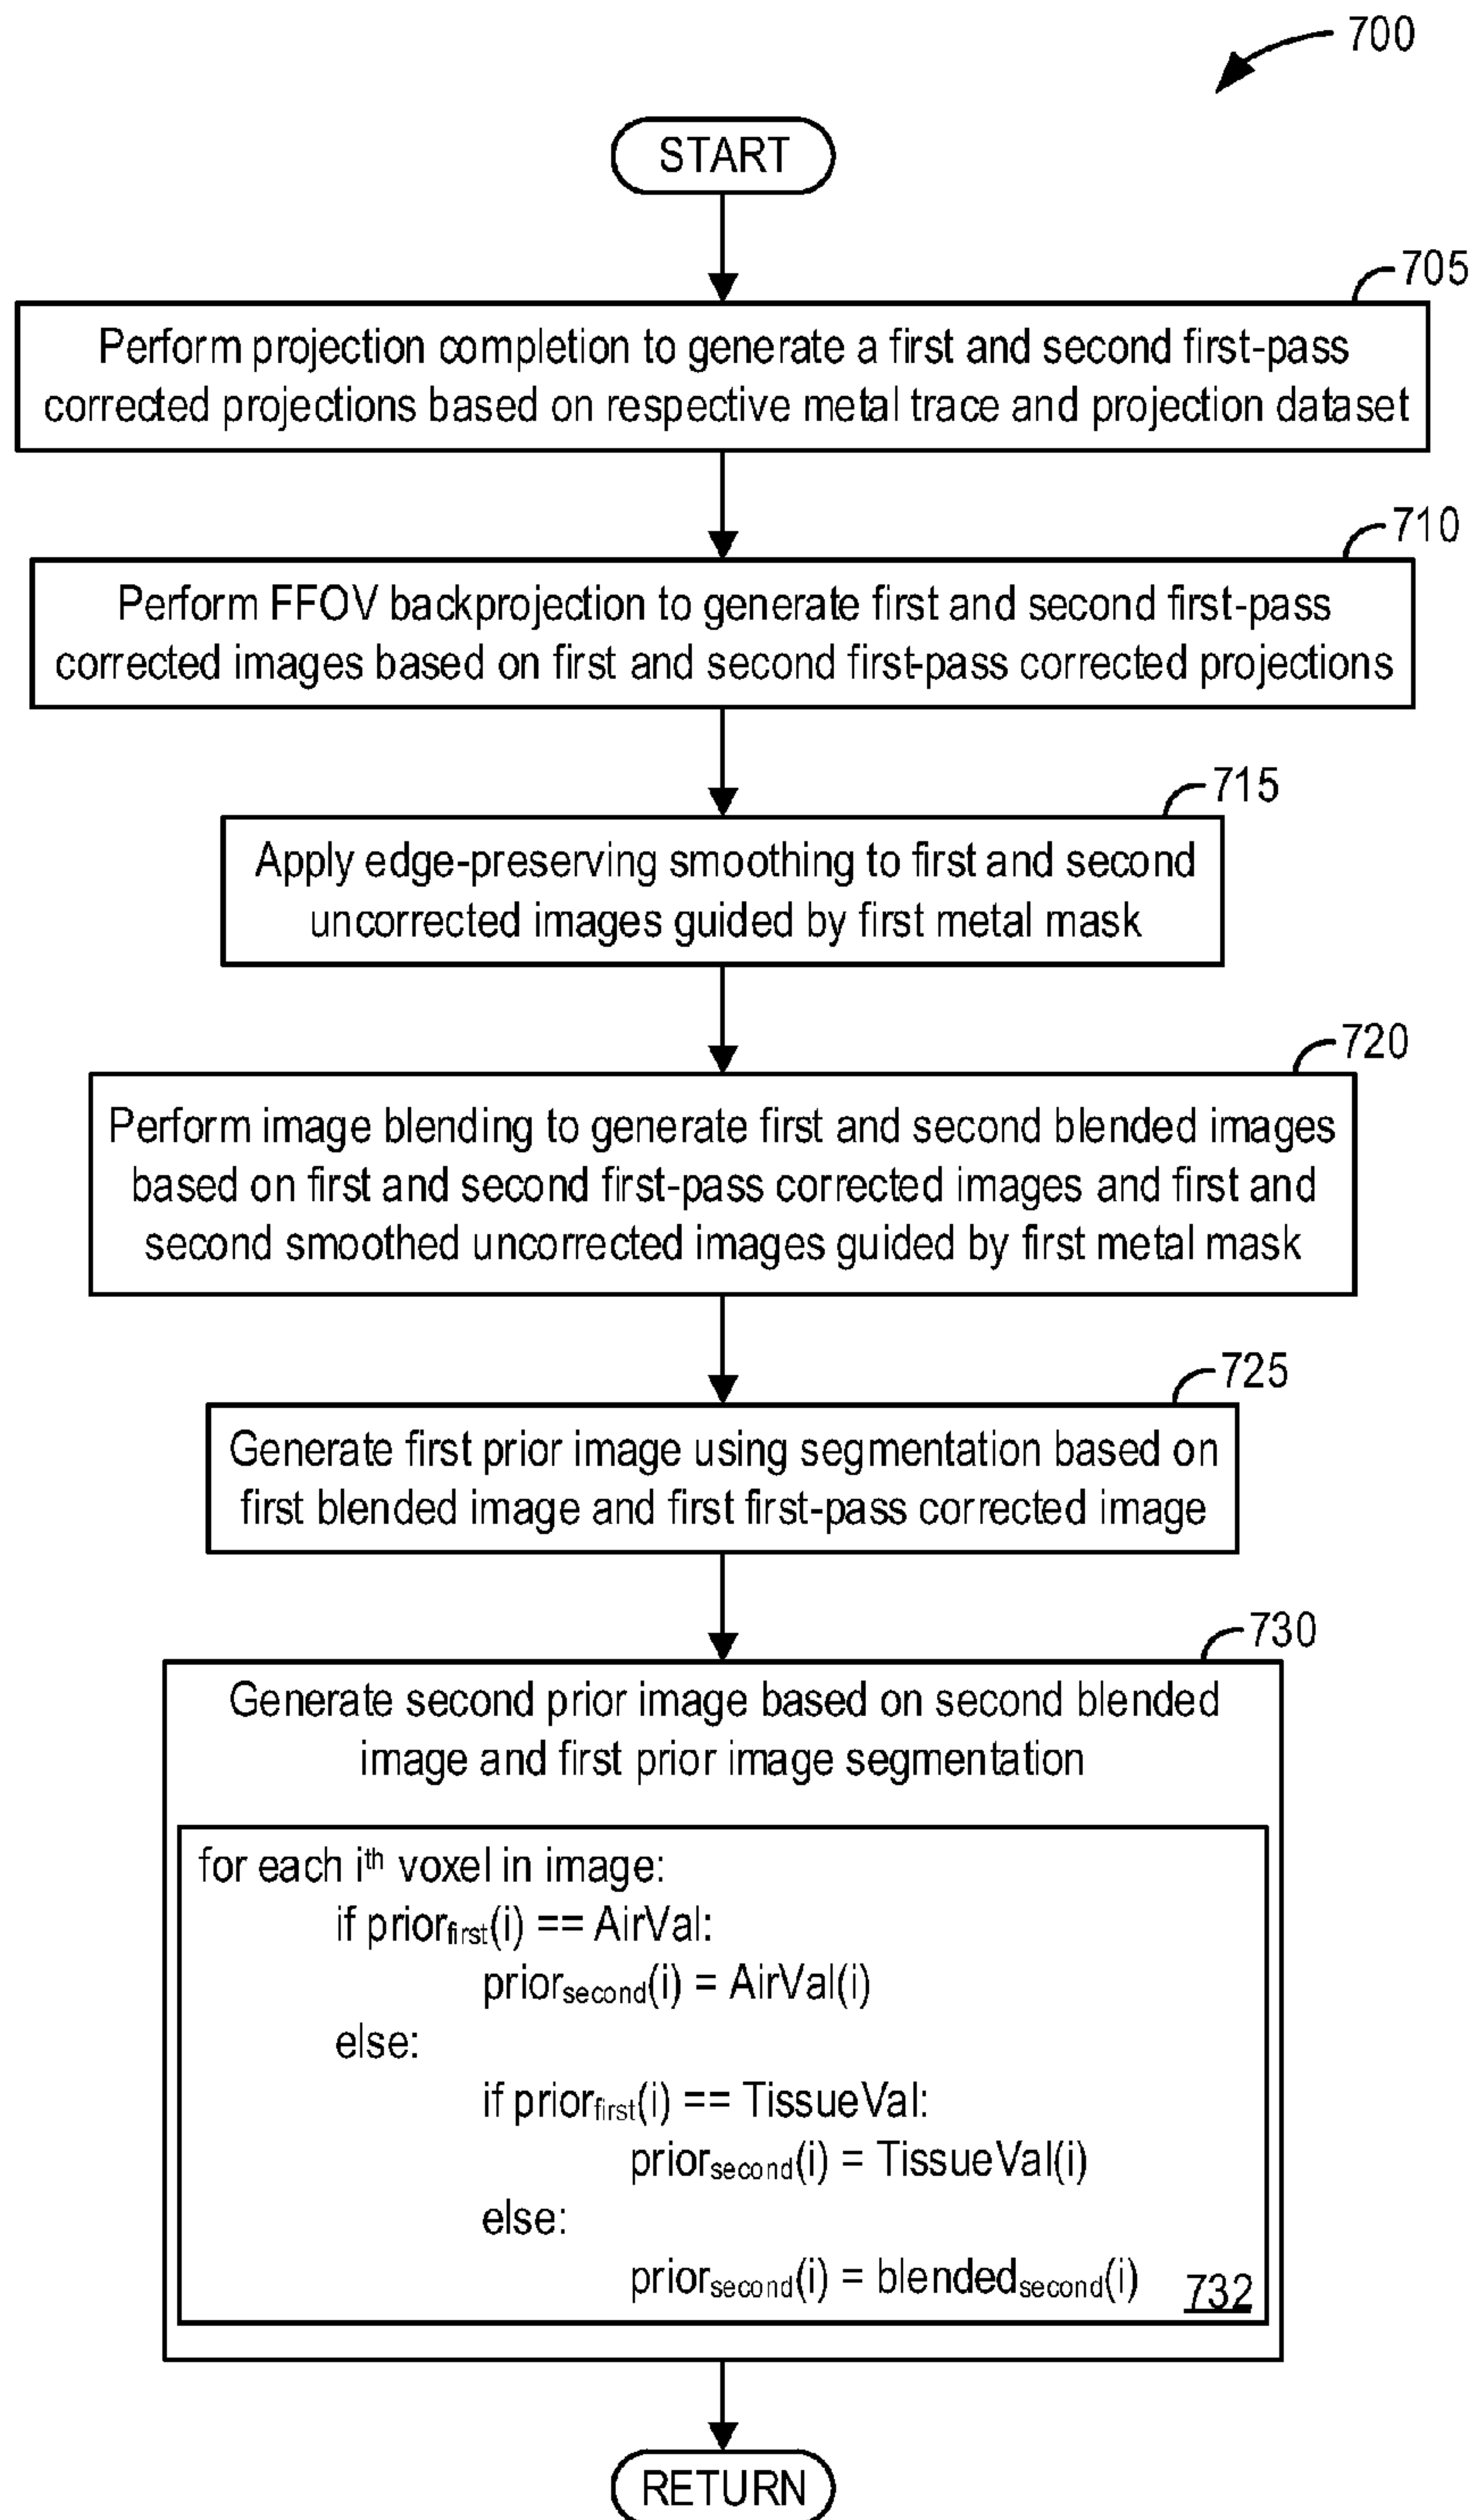 700
START
705
Perform projection completion to generate a first and second first-pass
corrected projections based on respective metal trace and projection dataset
710
Perform FFOV backprojection to generate first and second first-pass
corrected images based on first and second first-pass corrected projections
715
Apply edge-preserving smoothing to first and second
uncorrected images guided by first metal mask
720
Perform image blending to generate first and second blended images
based on first and second first-pass corrected images and first and
second smoothed uncorrected images guided by first metal mask
725
Generate first prior image using segmentation based on
first blended image and first first-pass corrected image
730
Generate second prior image based on second blended
image and first prior image segmentation
for each i^th voxel in image:
if prior_first(i) == AirVal:
prior_second(i) = AirVal(i)
else:
if prior_first(i) == TissueVal:
prior_second(i) = TissueVal(i)
else:
prior_second(i) = blended_second(i)
732
RETURN